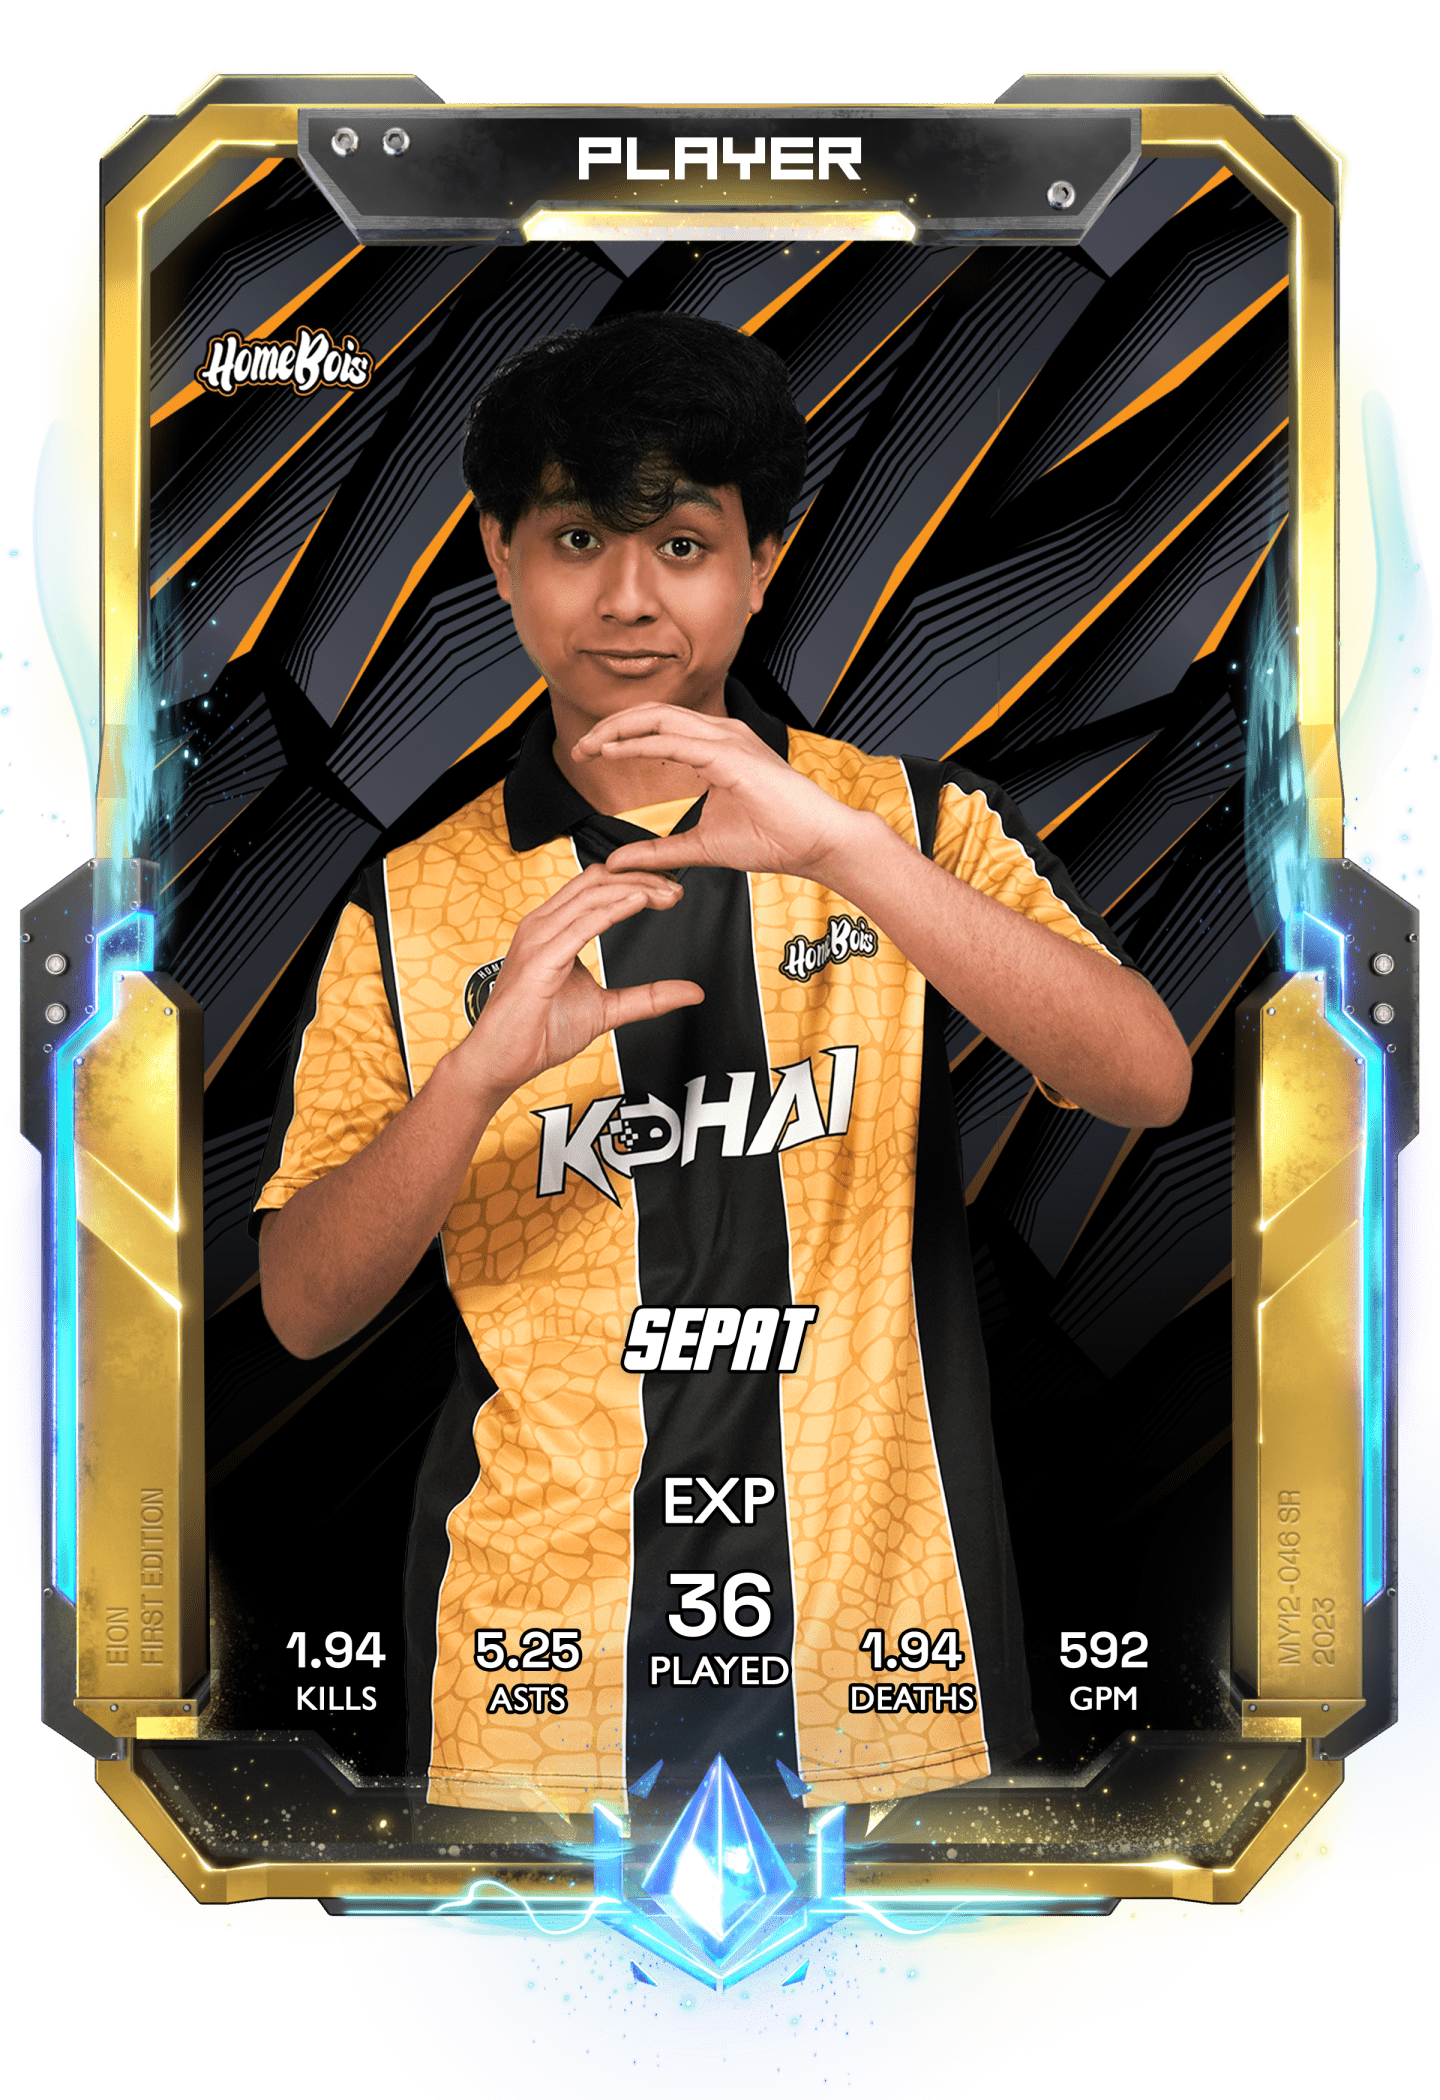 PLAYER
HomeBois
HomeBois
KOHAI
SEPAT
EXP
36
PLAYED
1.94
KILLS
5.25
ASTS
1.94
DEATHS
592
GPM
EION
FIRST EDITION
MY12-046 SR
2023